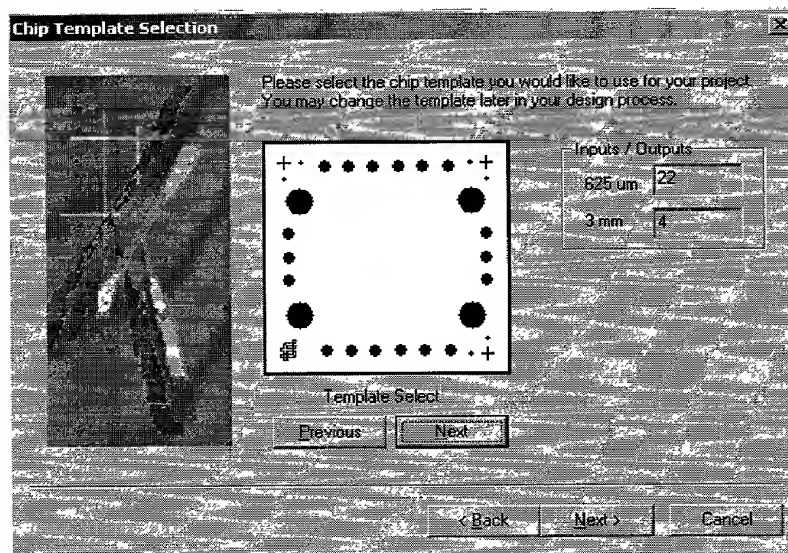 Chip Template Selection
Please select the chip template you would like to use for your project.
You may change the template later in your design process.
Inputs / Outputs
625 um 22
3 mm 4
Template Select
Previous Next
< Back Next > Cancel